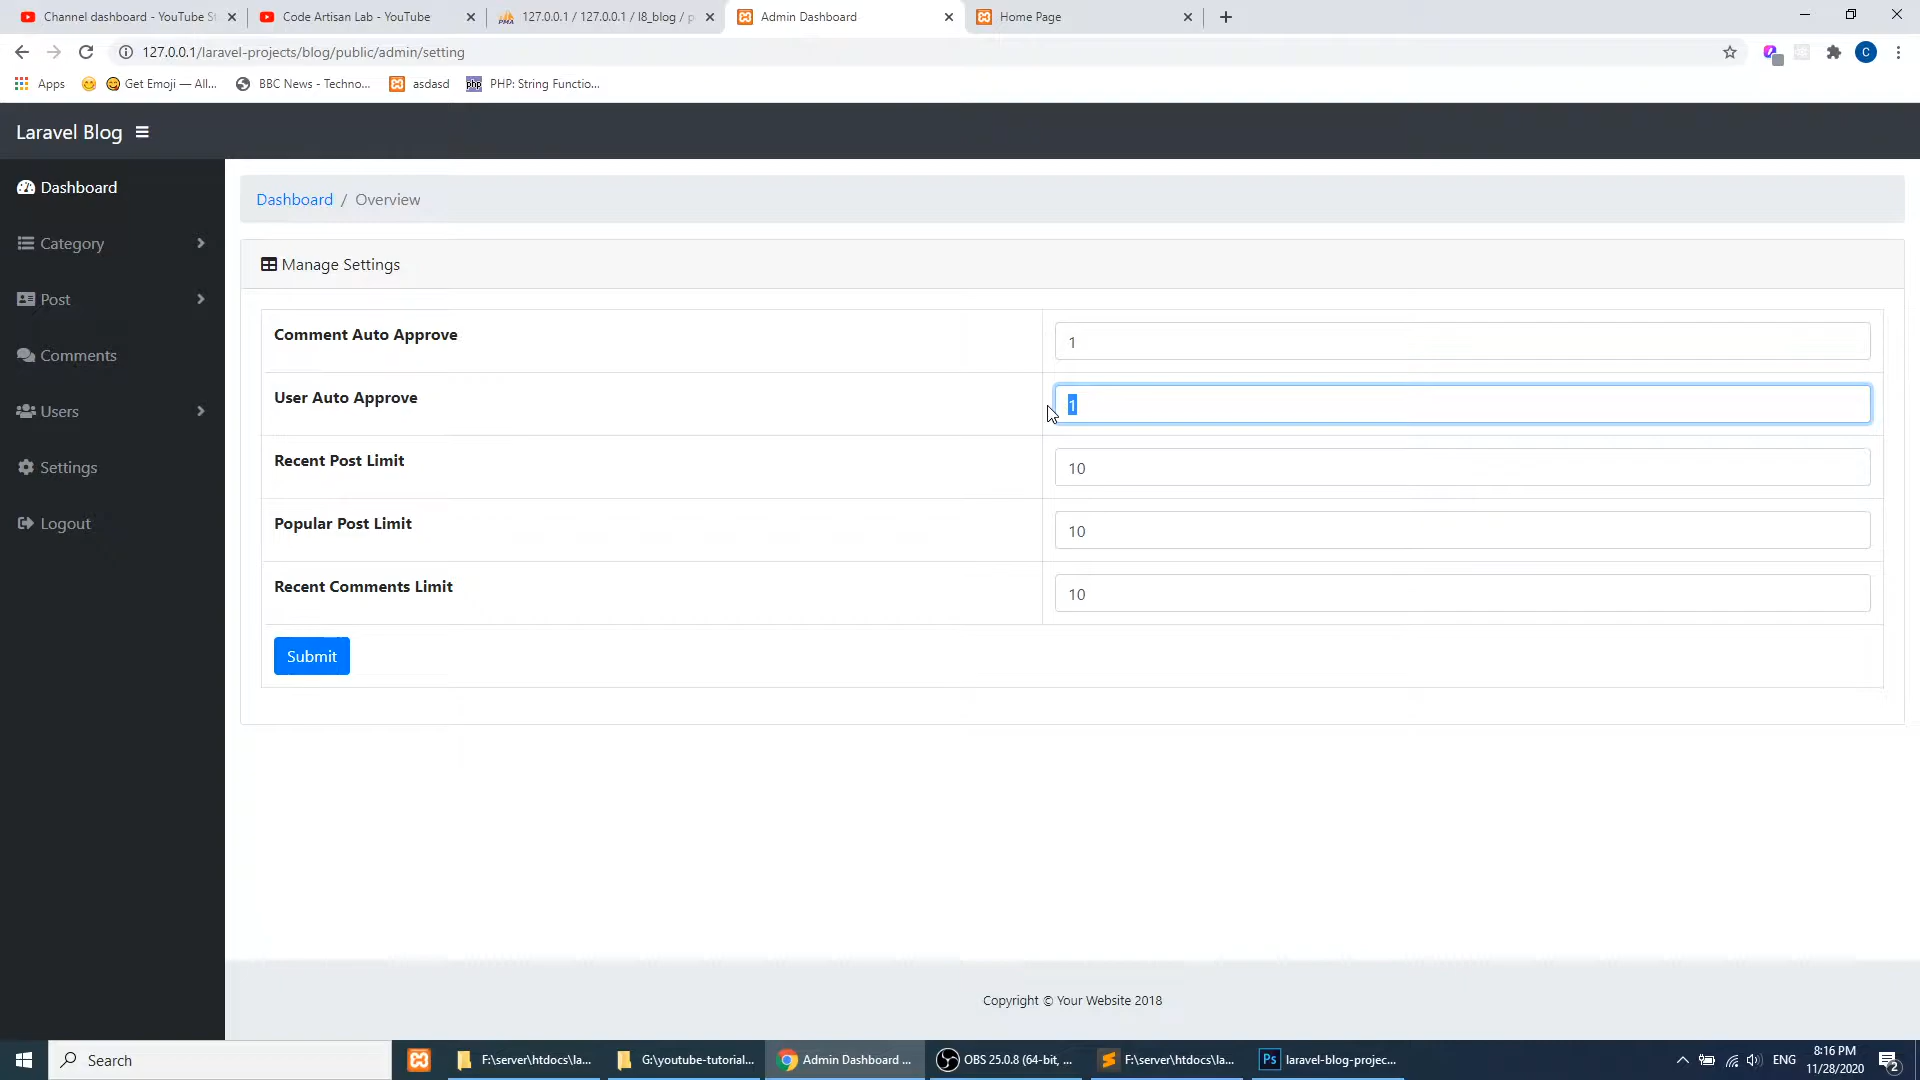 Channel dashboard - YouTube St
Code Artisan Lab - YouTube
127.0.0.1 / 127.0.0.1 / l8_blog / p
Admin Dashboard
Home Page
127.0.0.1/laravel-projects/blog/public/admin/setting
C
Apps
Get Emoji — All...
BBC News - Techno...
asdasd
php
PHP: String Functio...
Laravel Blog
Dashboard
Category
Post
Comments
Users
Settings
Logout
Dashboard / Overview
Manage Settings
Comment Auto Approve
1
User Auto Approve
1
Recent Post Limit
10
Popular Post Limit
10
Recent Comments Limit
10
Submit
Copyright © Your Website 2018
Search
F:\server\htdocs\la...
G:\youtube-tutorial...
Admin Dashboard ...
OBS 25.0.8 (64-bit, ...
F:\server\htdocs\la...
Ps
laravel-blog-projec...
ENG
8:16 PM
11/28/2020
2